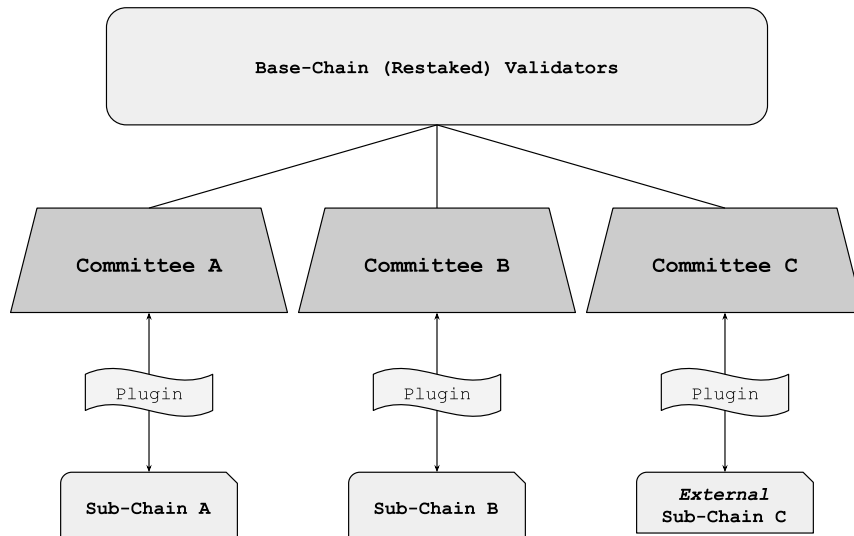 Base-Chain (Restaked) Validators
Committee A
Committee B
Committee C
Plugin
Plugin
Plugin
Sub-Chain A
Sub-Chain B
External
Sub-Chain C